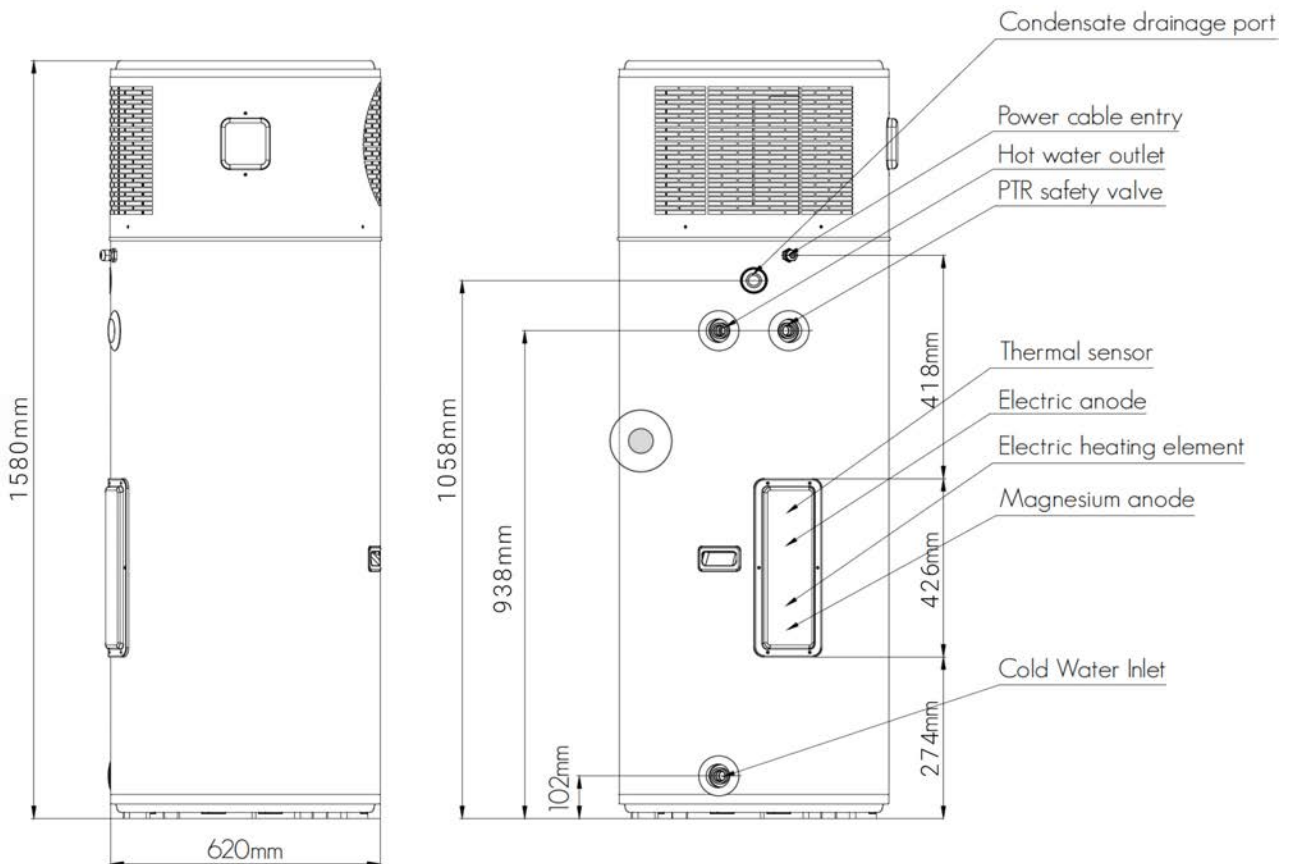 Condensate drainage port
Power cable entry
Hot water outlet
PTR safety valve
Thermal sensor
Electric anode
Electric heating element
Magnesium anode
Cold Water Inlet
1580mm
620mm
1058mm
938mm
102mm
418mm
426mm
274mm